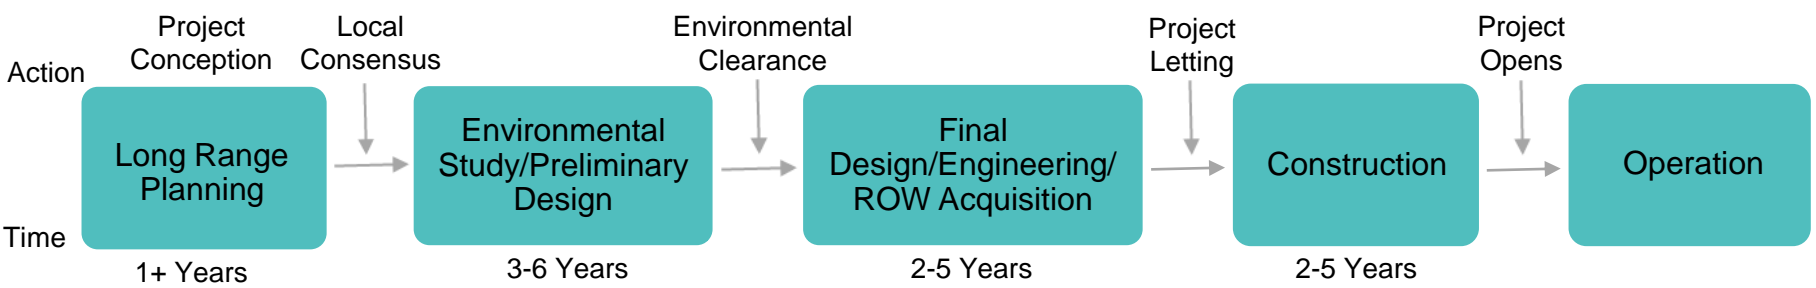 Project
Conception
Local
Consensus
Environmental
Clearance
Project
Letting
Project
Opens
Action
Long Range
Planning
Environmental
Study/Preliminary
Design
Final
Design/Engineering/
ROW Acquisition
Construction
Operation
Time
1+ Years
3-6 Years
2-5 Years
2-5 Years